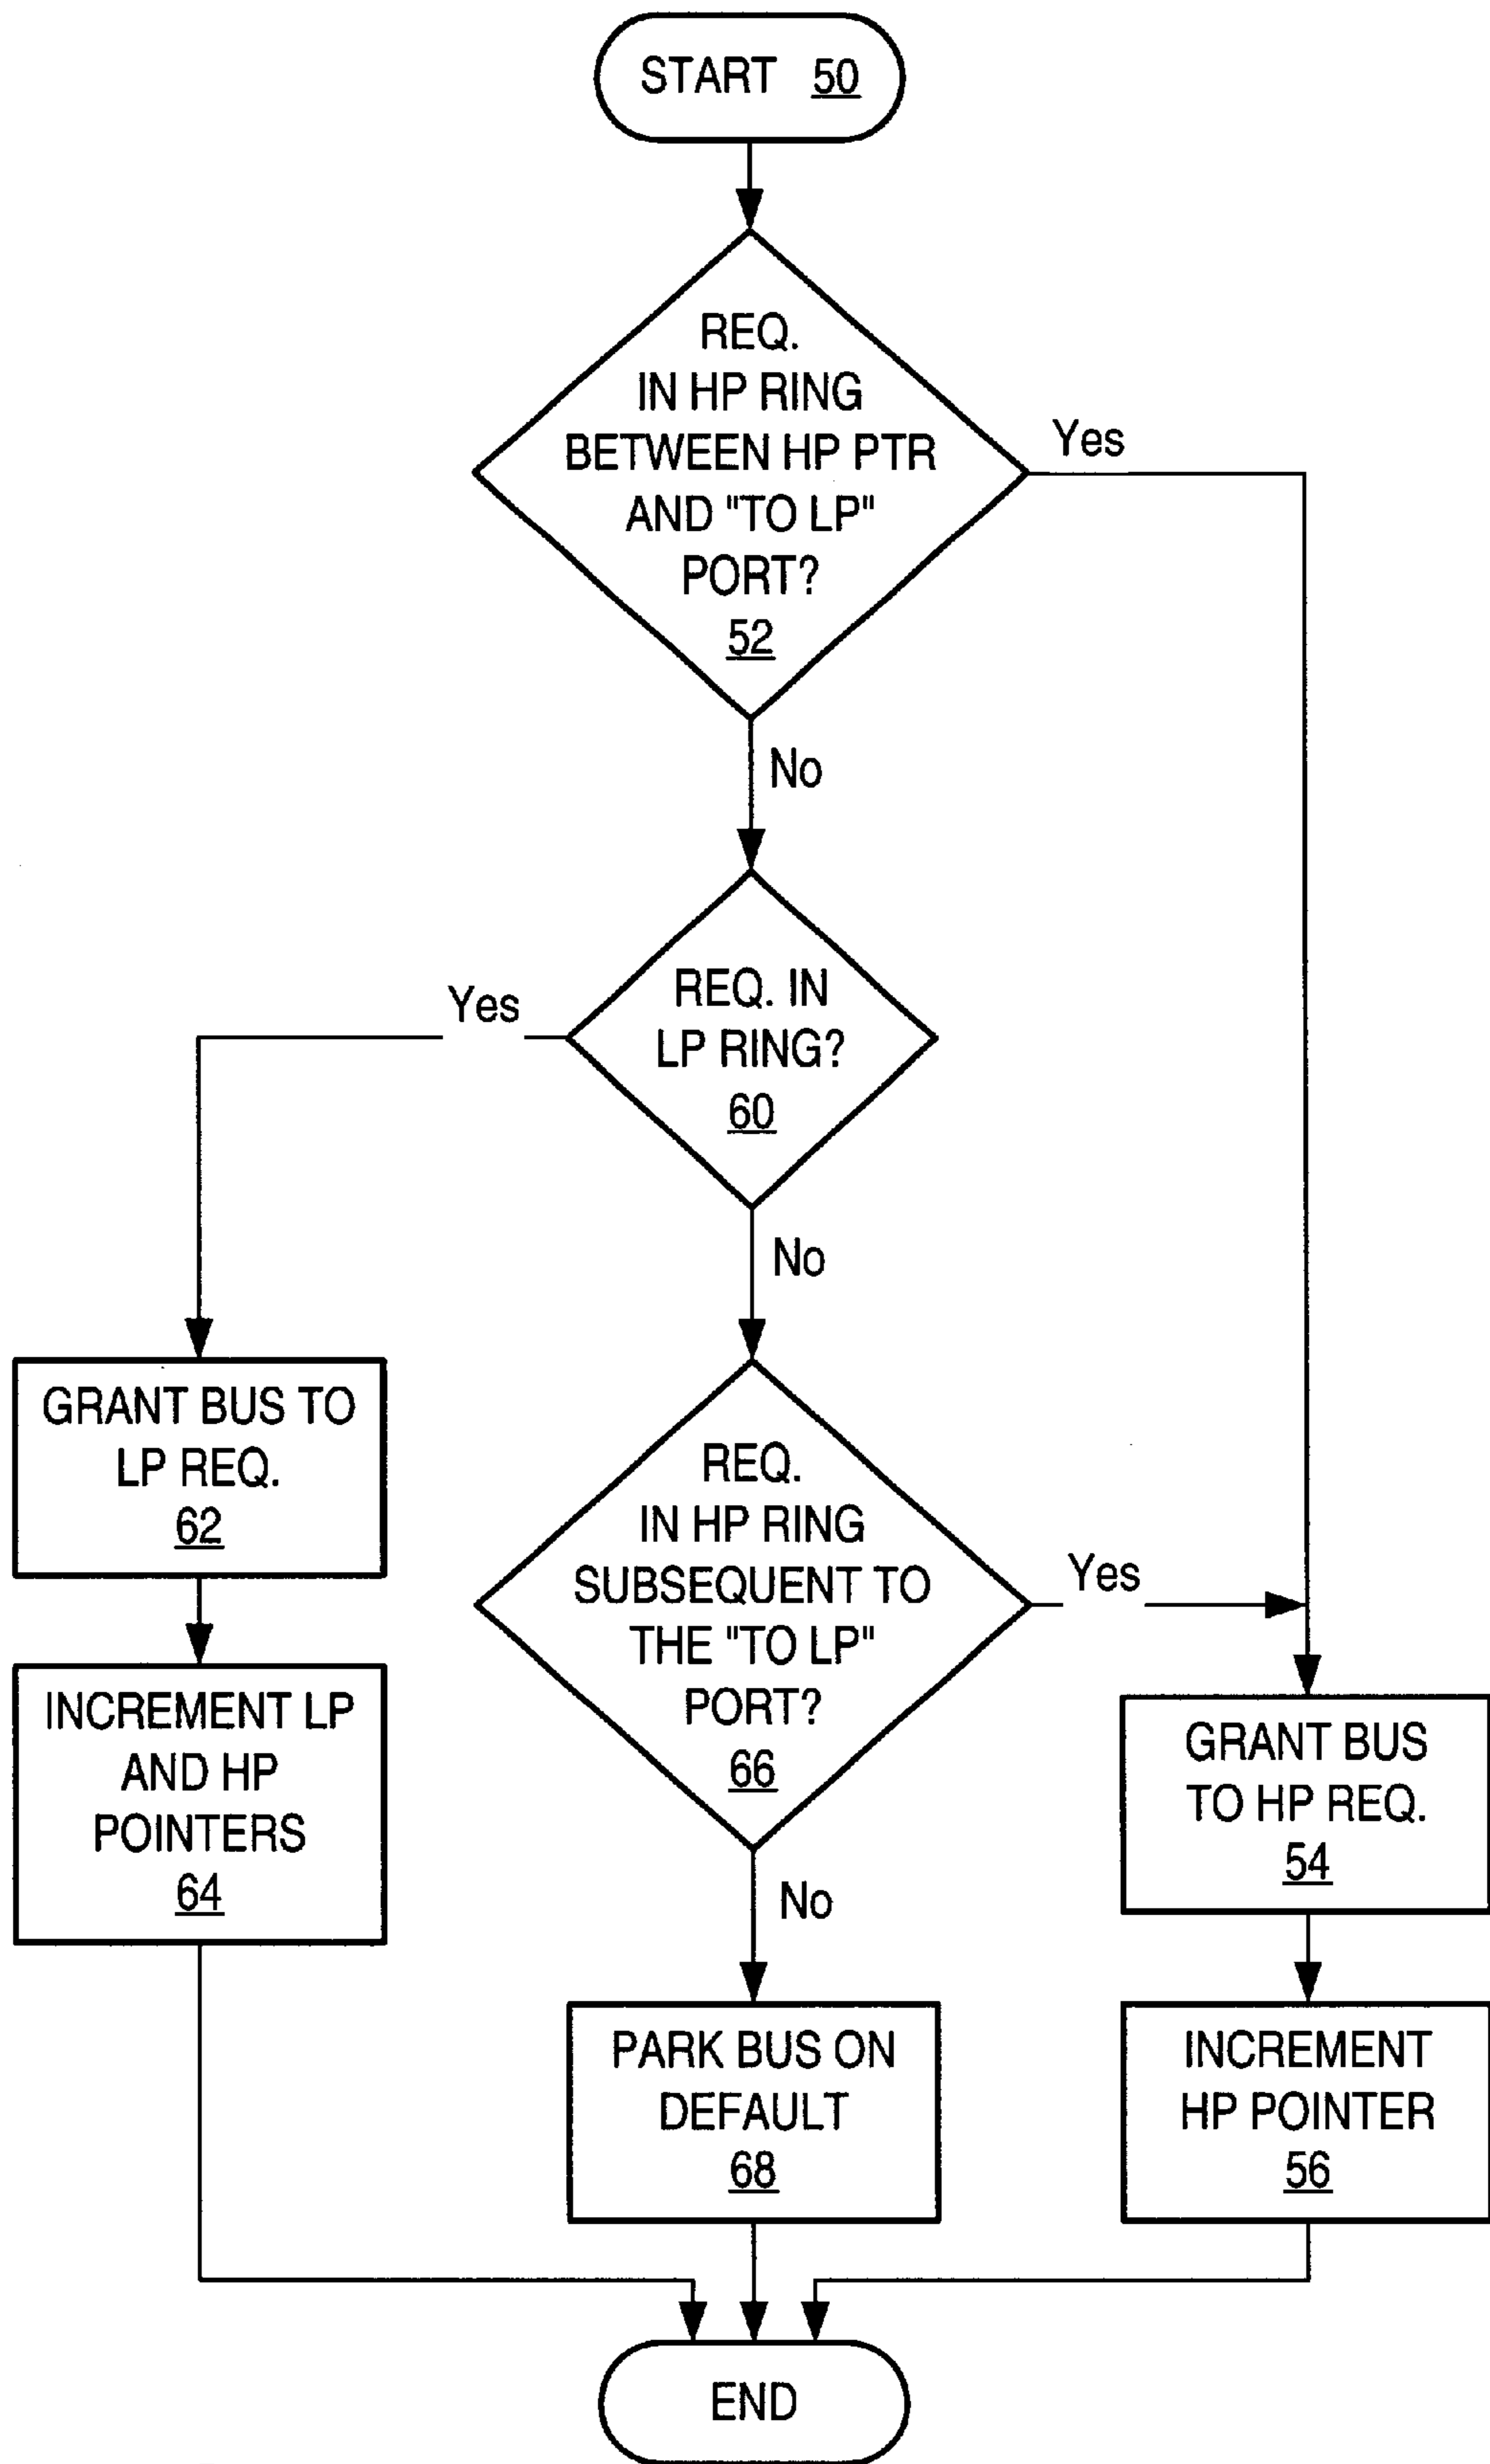 START 50
REQ.
IN HP RING
BETWEEN HP PTR
AND "TO LP"
PORT?
52
Yes
No
REQ. IN
LP RING?
60
Yes
No
GRANT BUS TO
LP REQ.
62
REQ.
IN HP RING
SUBSEQUENT TO
THE "TO LP"
PORT?
66
Yes
No
INCREMENT LP
AND HP
POINTERS
64
GRANT BUS
TO HP REQ.
54
PARK BUS ON
DEFAULT
68
INCREMENT
HP POINTER
56
END